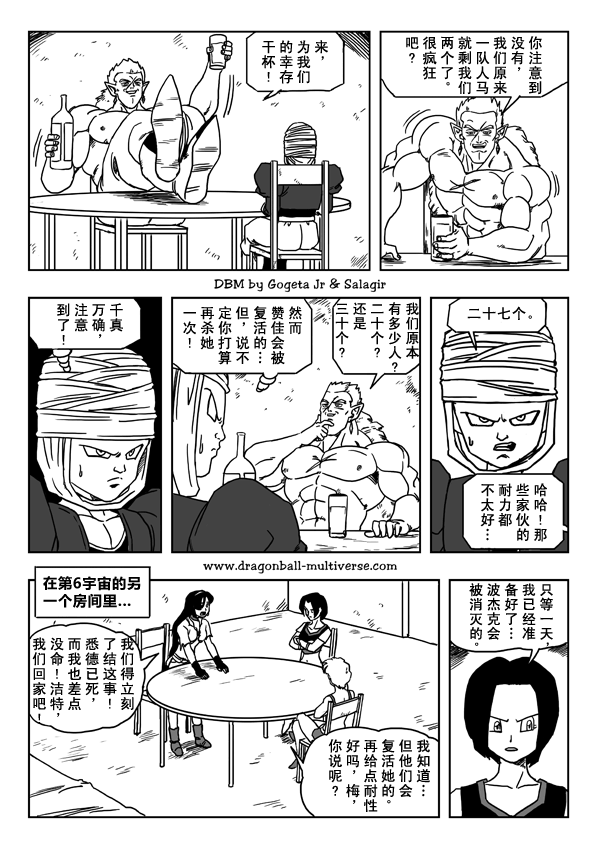 来，
为我们
的幸存
干杯！
你注意到
没有，
我们原来
一队人马
就剩我们
两个了。
很疯狂
吧？
DBM by Gogeta Jr & Salagir
千真
万确，
注意
到了！
然而
赞佳会被
复活的…
但，说不
定你打算
再杀她
一次！
我们原本
有多少人？
二十个？
还是
三十个？
二十七个。
哈哈！那
些家伙的
耐力都
不太好…
www.dragonball-multiverse.com
在第6宇宙的另
一个房间里…
我们得立刻
了结这事！
悉德已死，
而我也差点
没命！洁特，
我们回家吧！
我知道…
但他们会
复活她的。
再给点耐性
好吗，梅，
你说呢？
只等一天，
我已经准
备好了…
波杰克会
被消灭的。